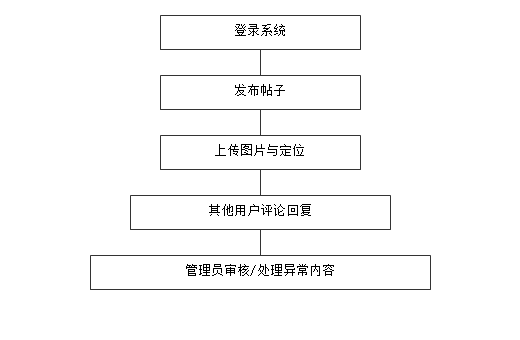 登录系统
发布帖子
上传图片与定位
其他用户评论回复
管理员审核/处理异常内容